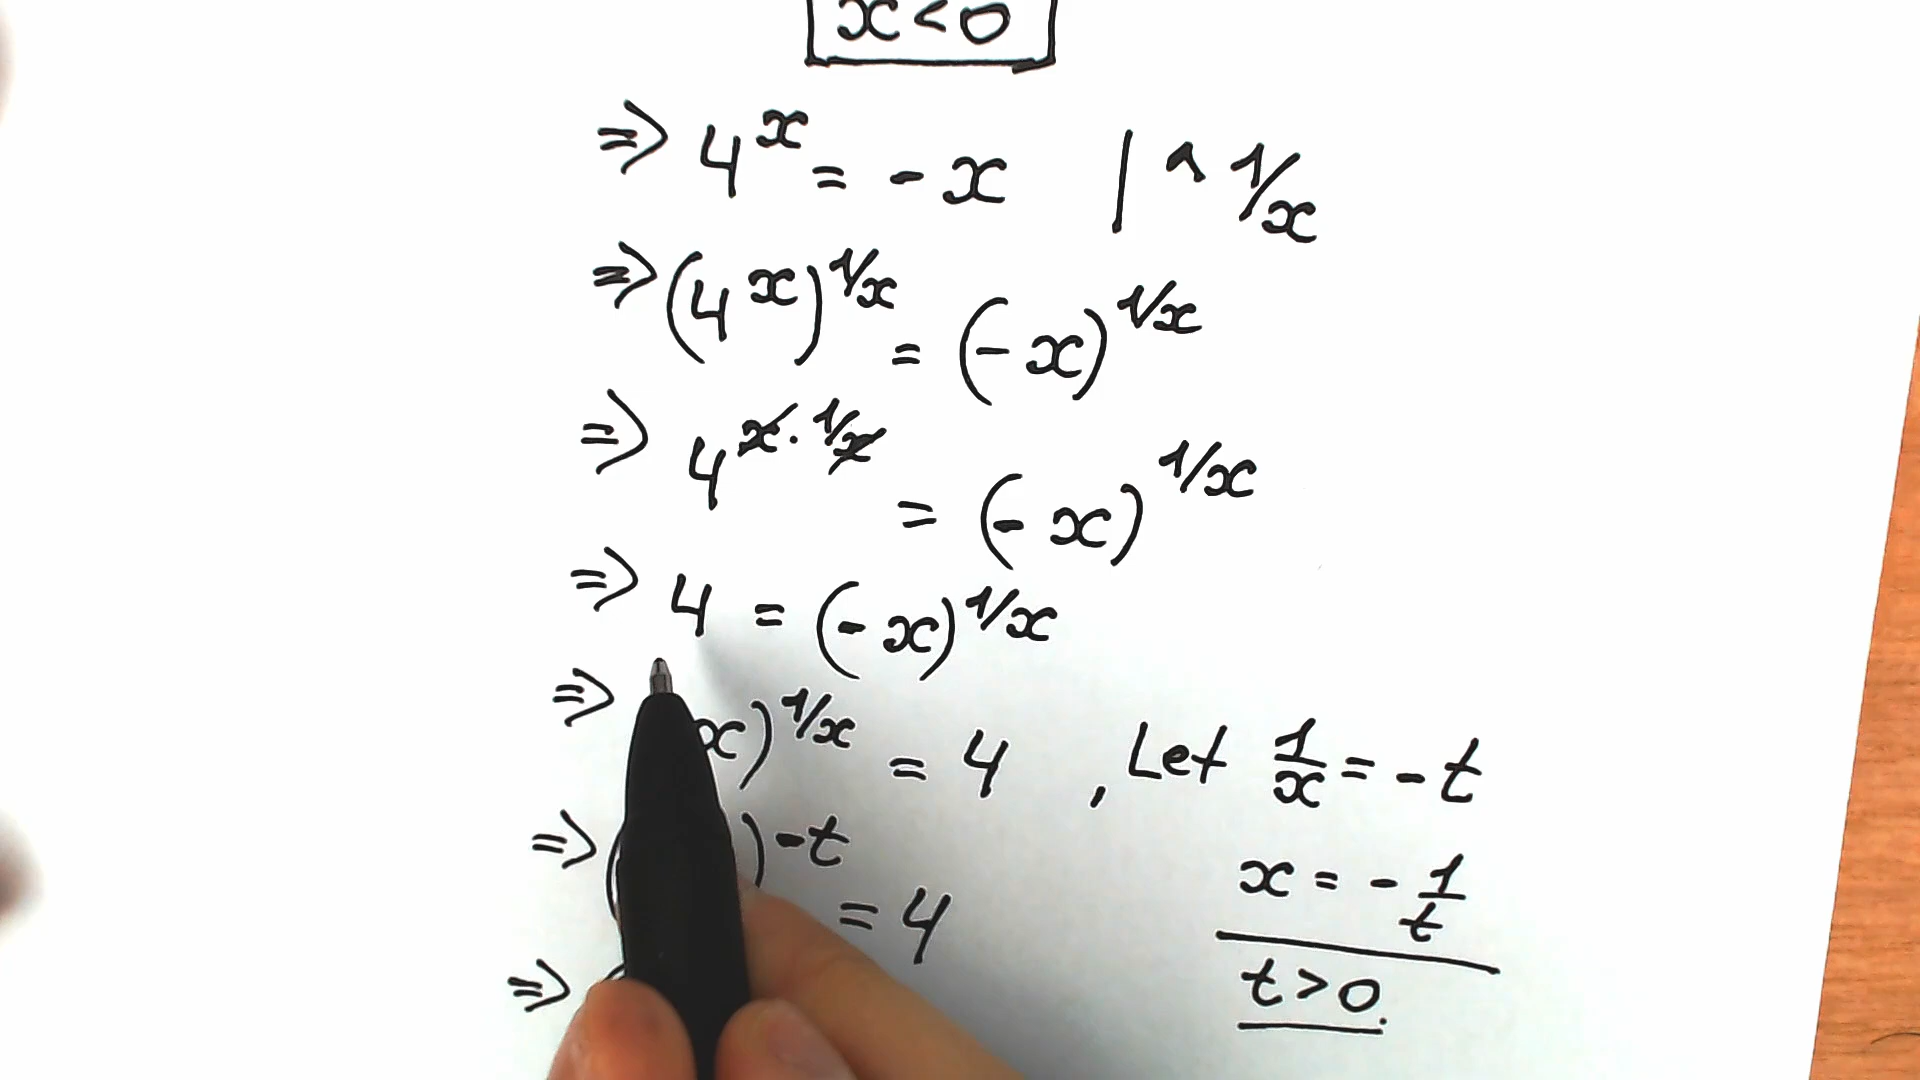 x<0
=> 4^x = -x | ^ 1/x
=> (4^x)^1/x = (-x)^1/x
=> 4^x·1/x = (-x)^1/x
=> 4 = (-x)^1/x
=> x)^1/x = 4 , Let 1/x = -t
=> ( )^-t = 4
x = -1/t
=>
t>0.